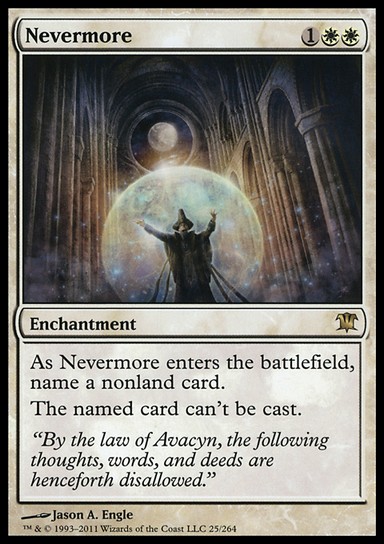 Nevermore 1
Enchantment
As Nevermore enters the battlefield,
name a nonland card.
The named card can't be cast.
“By the law of Avacyn, the following
thoughts, words, and deeds are
henceforth disallowed.”
Jason A. Engle
™ & © 1993–2011 Wizards of the Coast LLC 25/264